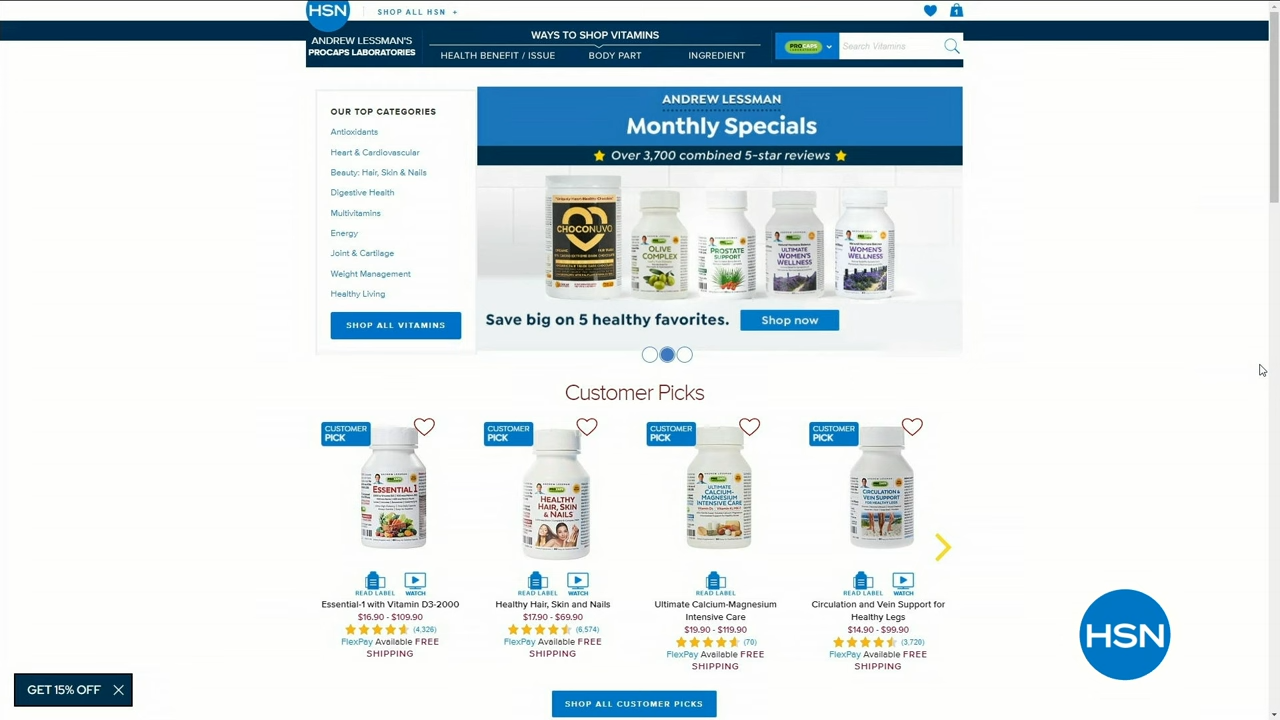 HSN
SHOP ALL HSN +
1
ANDREW LESSMAN'S
PROCAPS LABORATORIES
WAYS TO SHOP VITAMINS
HEALTH BENEFIT / ISSUE
BODY PART
INGREDIENT
PROCAPS
Search Vitamins
OUR TOP CATEGORIES
Antioxidants
Heart & Cardiovascular
Beauty: Hair, Skin & Nails
Digestive Health
Multivitamins
Energy
Joint & Cartilage
Weight Management
Healthy Living
SHOP ALL VITAMINS
ANDREW LESSMAN
Monthly Specials
Over 3,700 combined 5-star reviews
CHOCONUVO
OLIVE
COMPLEX
PROSTATE
SUPPORT
ULTIMATE
WOMEN'S
WELLNESS
WOMEN'S
WELLNESS
Save big on 5 healthy favorites.
Shop now
Customer Picks
CUSTOMER
PICK
ESSENTIAL 1
READ LABEL
WATCH
Essential-1 with Vitamin D3-2000
$16.90 - $109.90
(4,326)
FlexPay Available FREE
SHIPPING
CUSTOMER
PICK
HEALTHY
HAIR, SKIN
& NAILS
READ LABEL
WATCH
Healthy Hair, Skin and Nails
$17.90 - $69.90
(6,574)
FlexPay Available FREE
SHIPPING
CUSTOMER
PICK
ULTIMATE
CALCIUM-
MAGNESIUM
INTENSIVE CARE
READ LABEL
Ultimate Calcium-Magnesium
Intensive Care
$19.90 - $119.90
(70)
FlexPay Available FREE
SHIPPING
CUSTOMER
PICK
CIRCULATION
& VEIN SUPPORT
READ LABEL
WATCH
Circulation and Vein Support for
Healthy Legs
$14.90 - $99.90
(3,720)
FlexPay Available FREE
SHIPPING
HSN
GET 15% OFF
SHOP ALL CUSTOMER PICKS